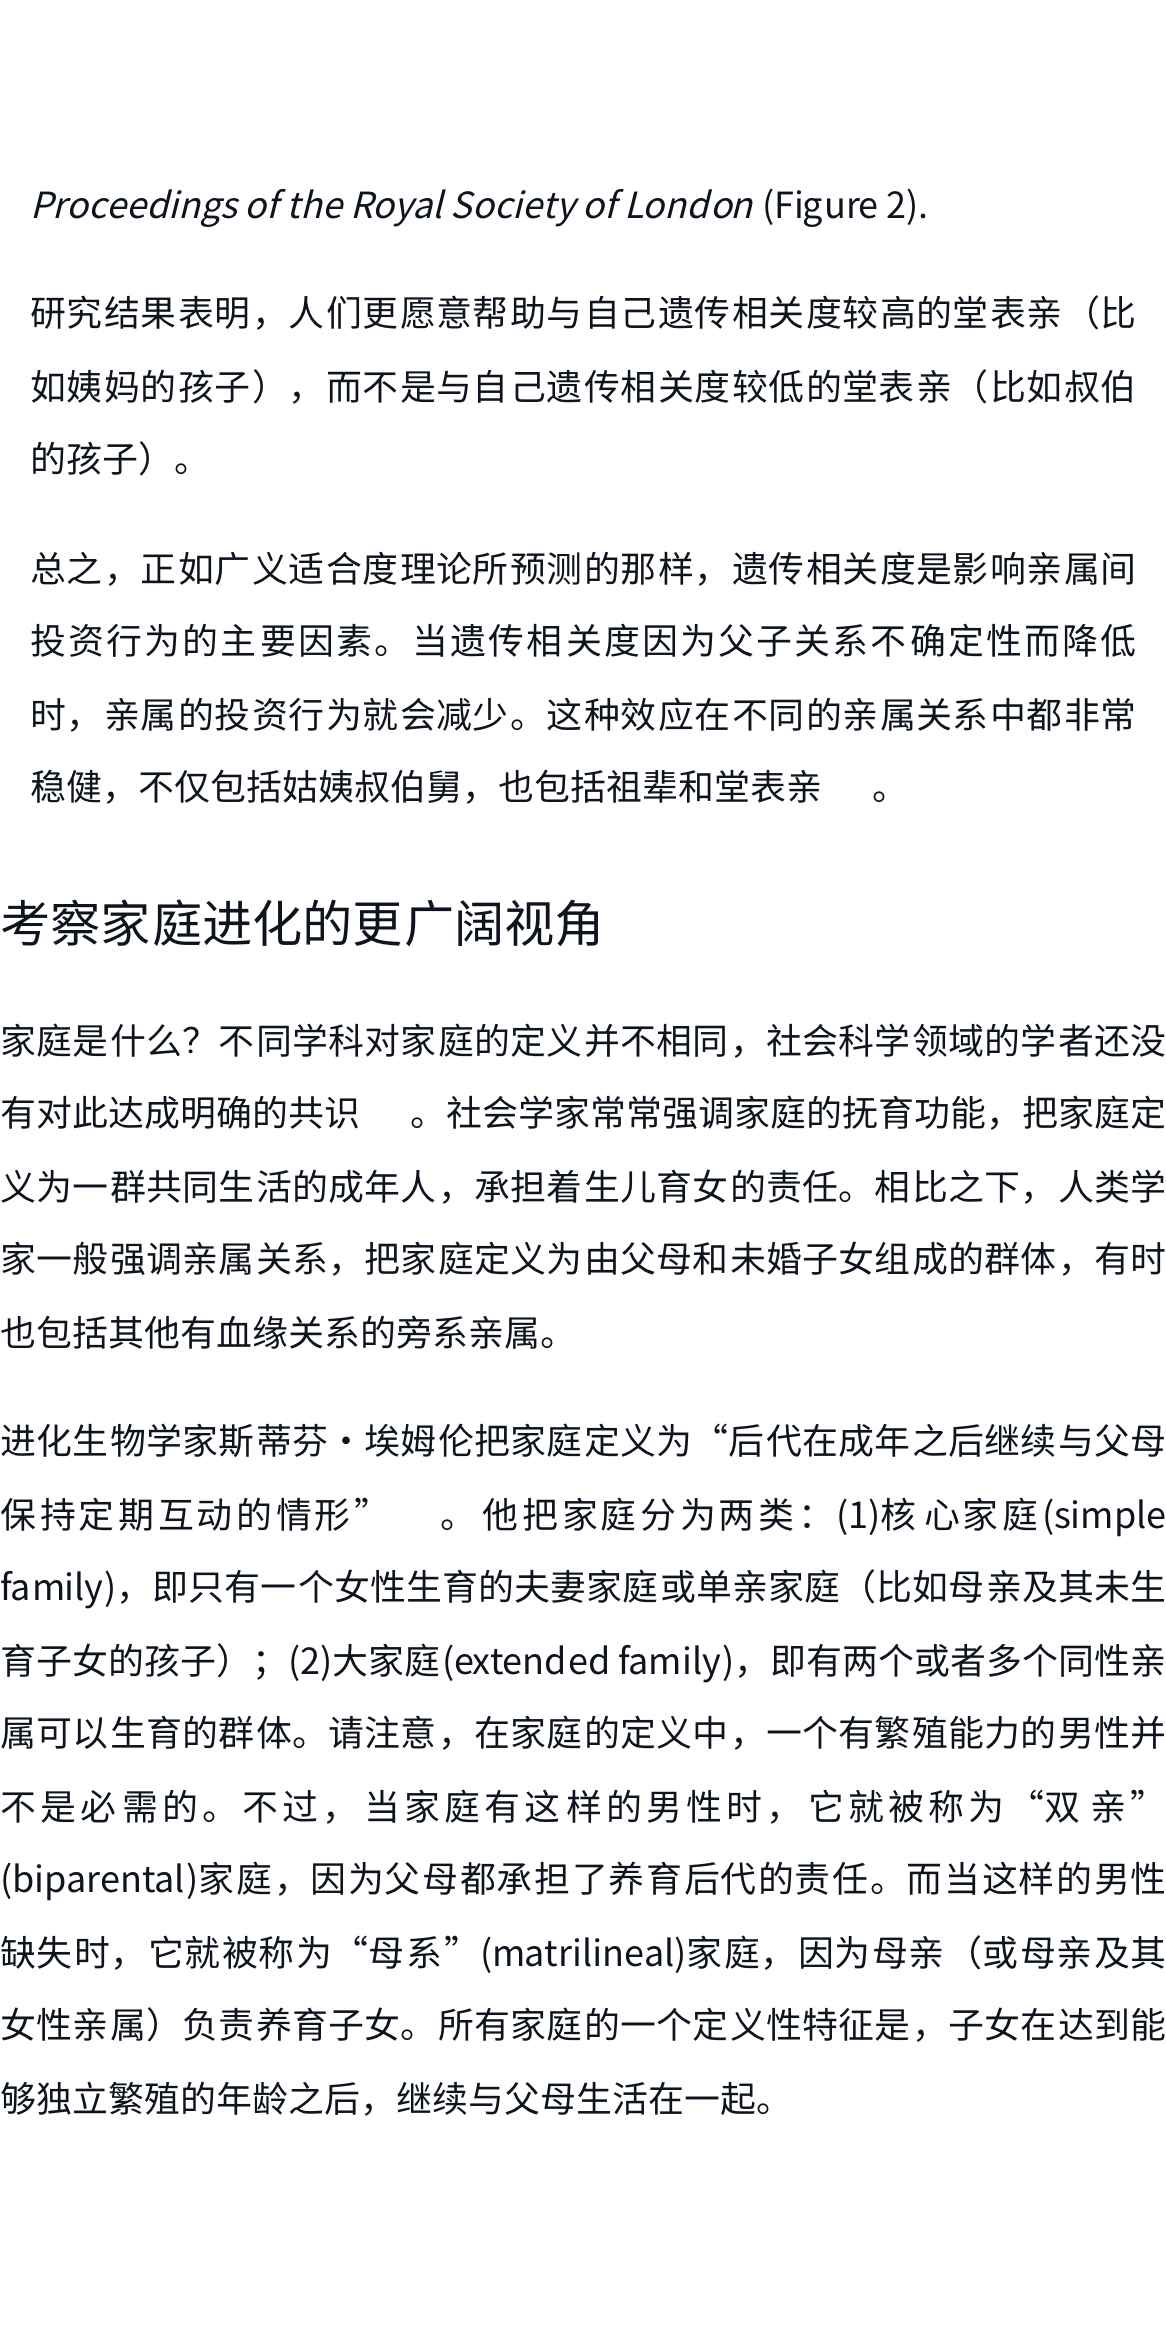 Proceedings of the Royal Society of London (Figure 2).
研究结果表明，人们更愿意帮助与自己遗传相关度较高的堂表亲（比
如姨妈的孩子），而不是与自己遗传相关度较低的堂表亲（比如叔伯
的孩子）。
总之，正如广义适合度理论所预测的那样，遗传相关度是影响亲属间
投资行为的主要因素。当遗传相关度因为父子关系不确定性而降低
时，亲属的投资行为就会减少。这种效应在不同的亲属关系中都非常
稳健，不仅包括姑姨叔伯舅，也包括祖辈和堂表亲 。
考察家庭进化的更广阔视角
家庭是什么？不同学科对家庭的定义并不相同，社会科学领域的学者还没
有对此达成明确的共识 。社会学家常常强调家庭的抚育功能，把家庭定
义为一群共同生活的成年人，承担着生儿育女的责任。相比之下，人类学
家一般强调亲属关系，把家庭定义为由父母和未婚子女组成的群体，有时
也包括其他有血缘关系的旁系亲属。
进化生物学家斯蒂芬·埃姆伦把家庭定义为“后代在成年之后继续与父母
保持定期互动的情形” 。他把家庭分为两类：(1)核心家庭(simple
family)，即只有一个女性生育的夫妻家庭或单亲家庭（比如母亲及其未生
育子女的孩子）；(2)大家庭(extended family)，即有两个或者多个同性亲
属可以生育的群体。请注意，在家庭的定义中，一个有繁殖能力的男性并
不是必需的。不过，当家庭有这样的男性时，它就被称为“双亲”
(biparental)家庭，因为父母都承担了养育后代的责任。而当这样的男性
缺失时，它就被称为“母系”(matrilineal)家庭，因为母亲（或母亲及其
女性亲属）负责养育子女。所有家庭的一个定义性特征是，子女在达到能
够独立繁殖的年龄之后，继续与父母生活在一起。